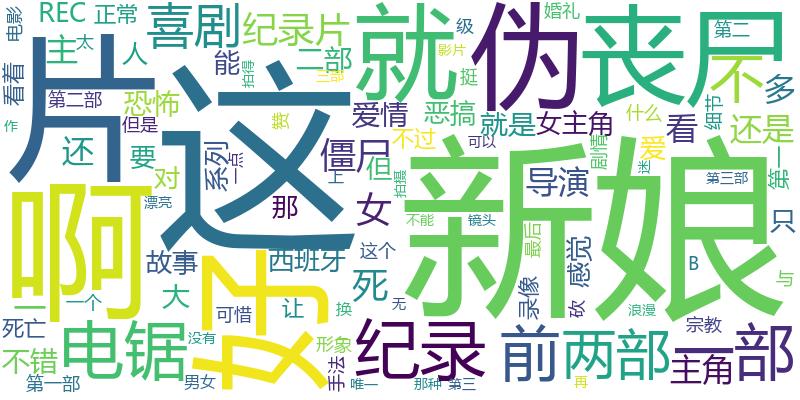 电影
REC 正常
喜剧
纪录片
就
伪
婚礼
丧尸
第二
级
影片
太
主
人
能
二部
拍得
三部
挺
不
多
看着
片
这
第二部
恐怖
爱情
恶搞
什么
细节
作
但是
赞
不过
就是
女主角
看
还是
还
要
系列
一点
僵尸
但
可以
剧情
爱
迷
第一
啊
对
上
拍摄
新娘
导演
第三部
漂亮
那
女
不能
镜头
最后
只
好
故事
西班牙
这个
感觉
B
与
一
一个
大
让
死
录像
砍
浪漫
无
换
宗教
死亡
可惜
电锯
没有
形象
纪录
前
两部
一部
不错
手法
主角
第一部
男女
唯一
那种
第三
再